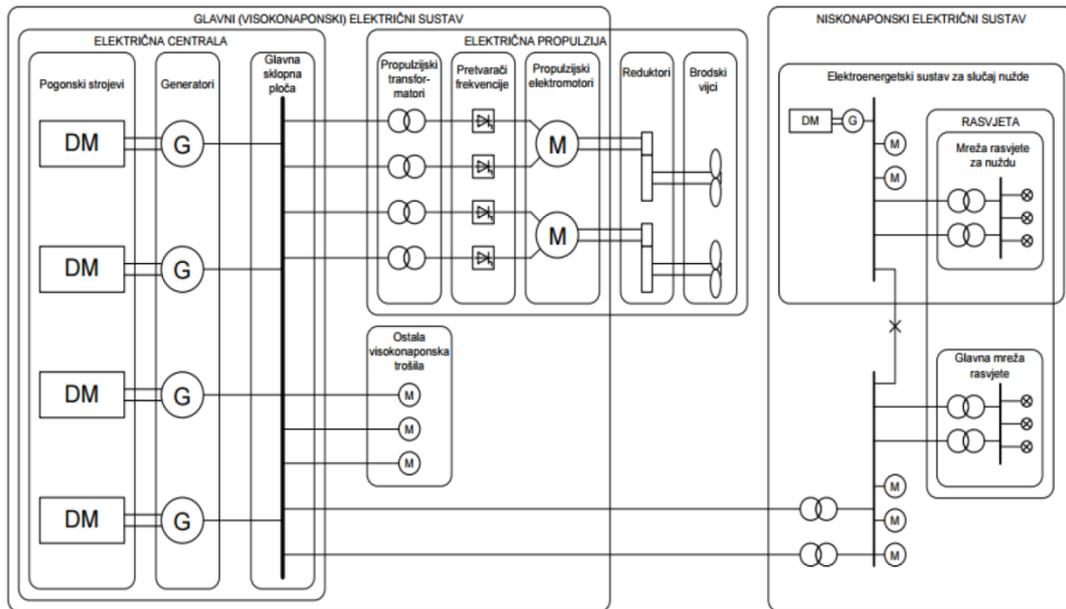 GLAVNI (VISOKONAPONSKI) ELEKTRIČNI SUSTAV
NISKONAPONSKI ELEKTRIČNI SUSTAV
ELEKTRIČNA CENTRALA
ELEKTRIČNA PROPULZIJA
Pogonski strojevi
Generatori
Glavna
sklopna
ploča
Propulzijski
transfor-
matori
Pretvarači
frekvencije
Propulzijski
elektromotori
Reduktori
Brodski
vijci
Elektroenergetski sustav za slučaj nužde
DM
G
M
M
RASVJETA
Mreža rasvjete
za nuždu
DM
G
M
DM
G
M
Ostala
visokonaponska
trošila
M
M
M
Glavna mreža
rasvjete
DM
G
M
M
M
DM
G